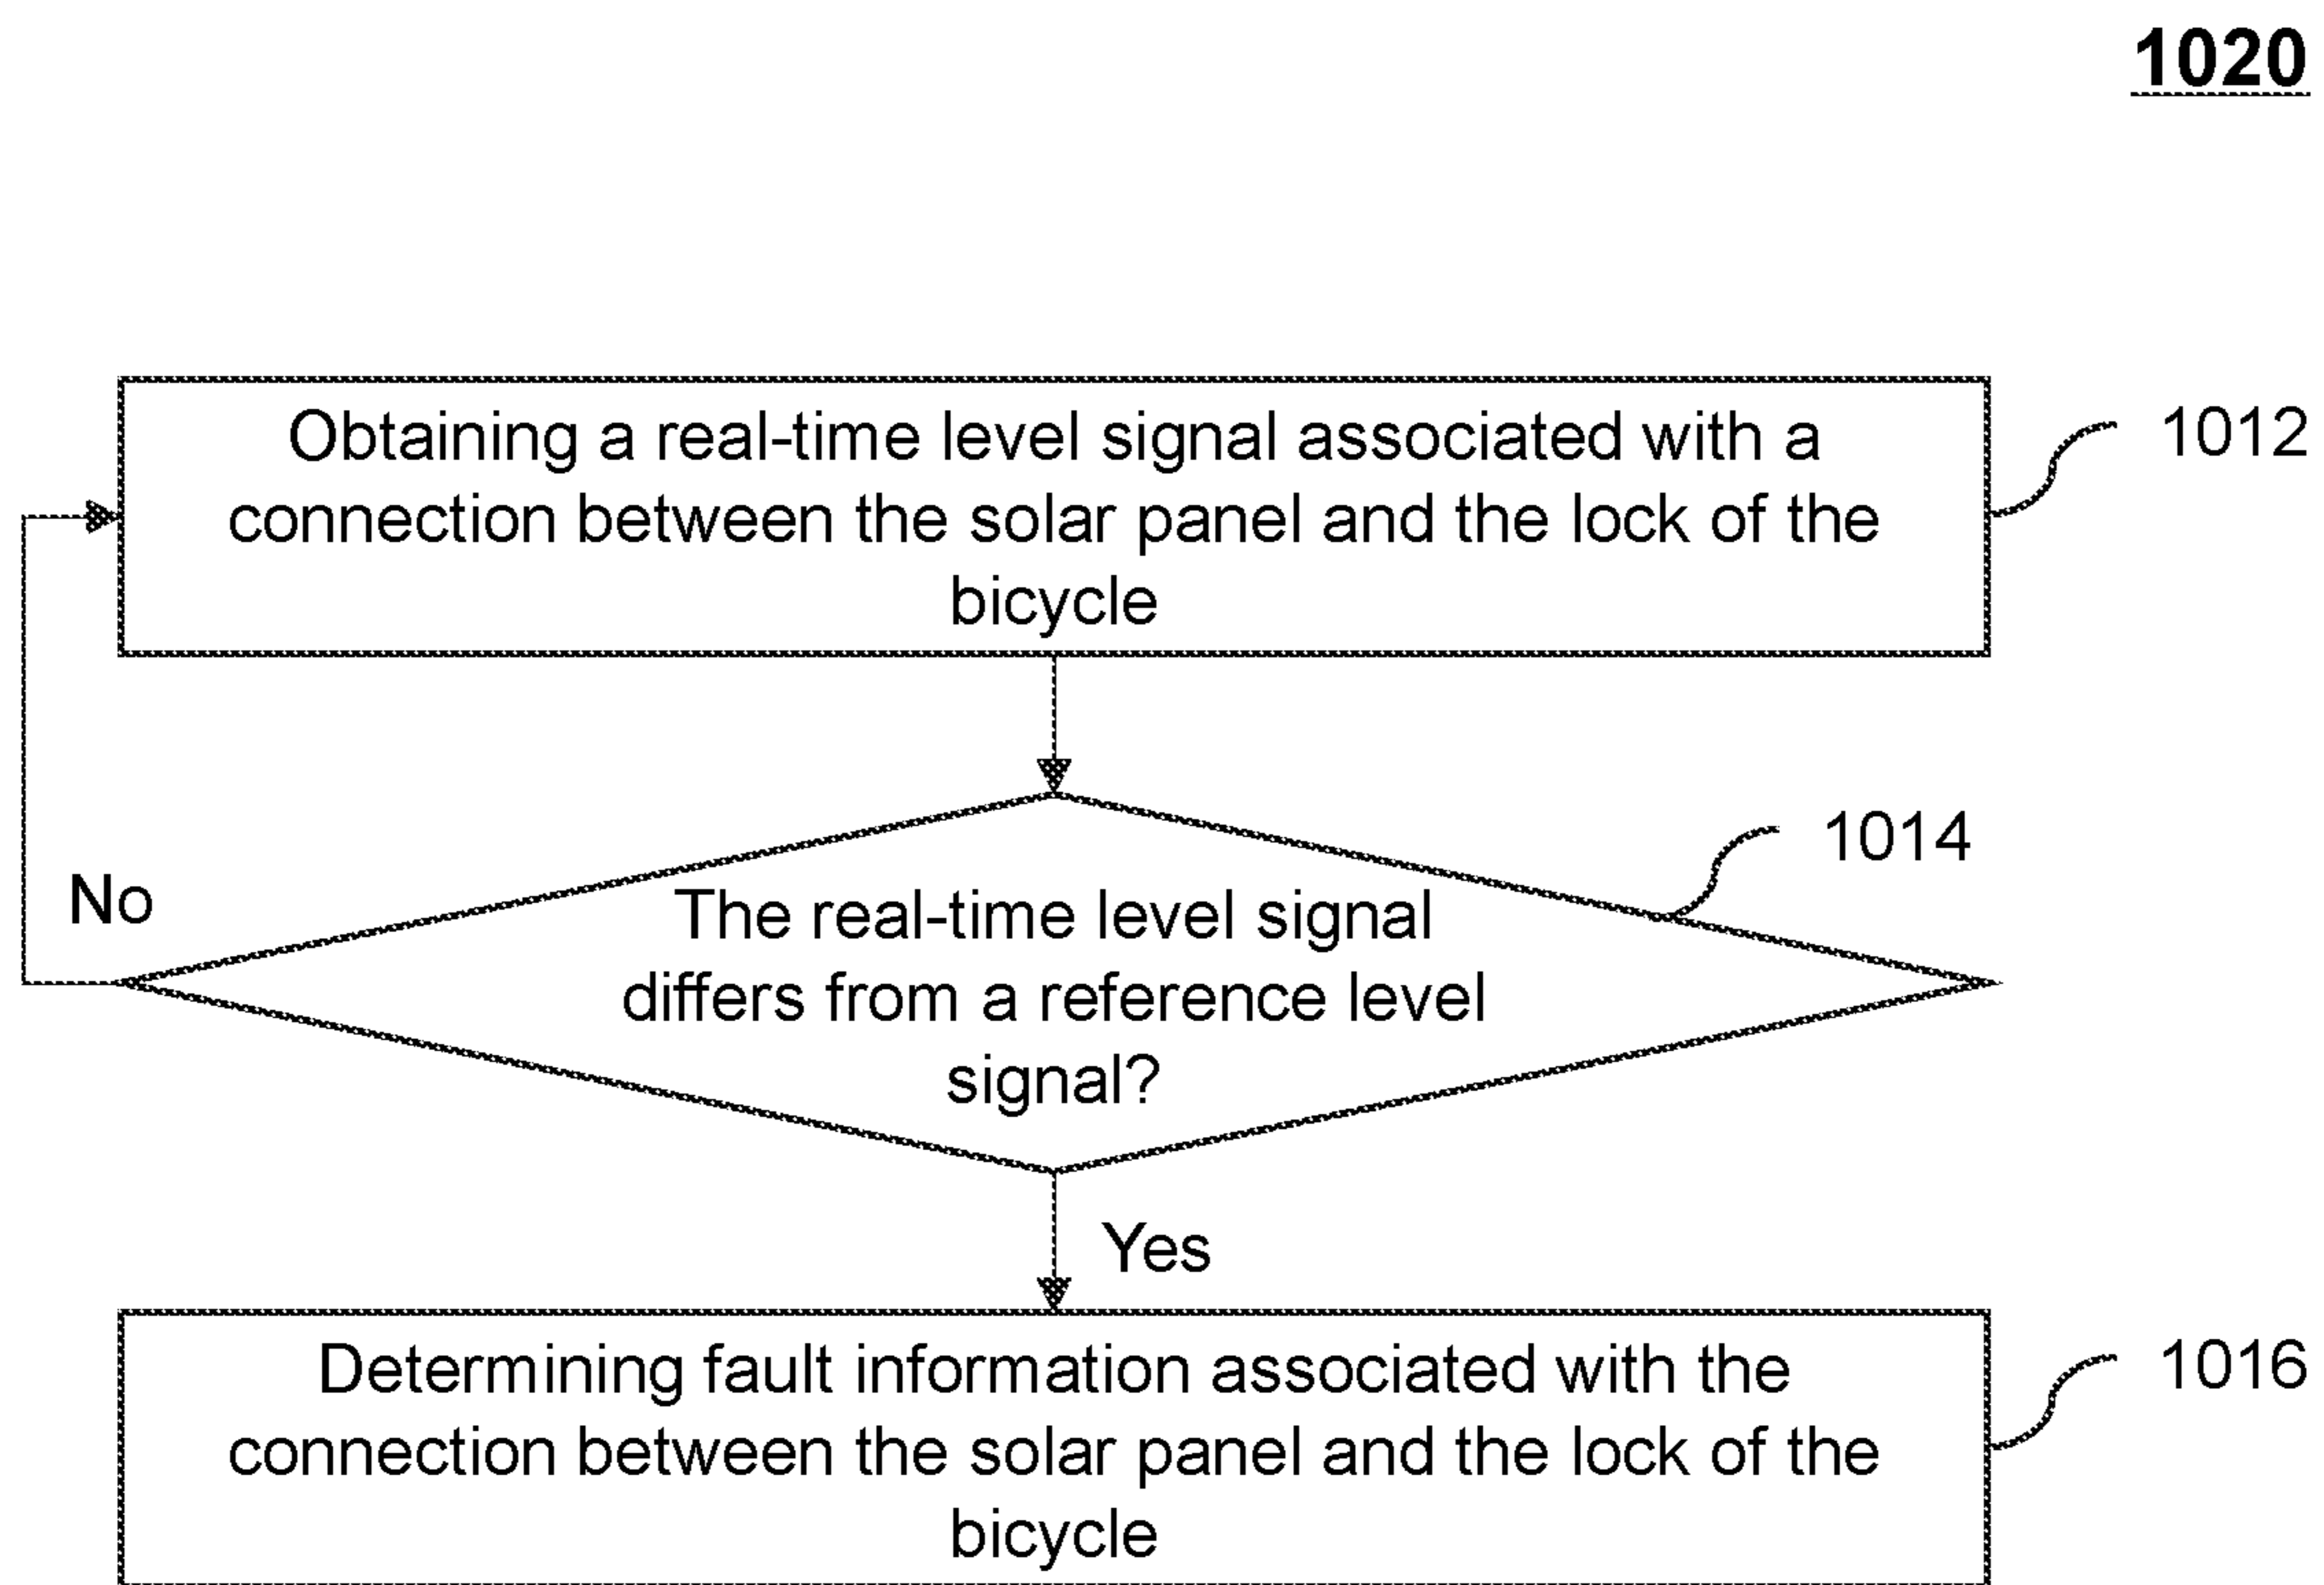 1020
Obtaining a real-time level signal associated with a
connection between the solar panel and the lock of the
bicycle
1012
1014
The real-time level signal
differs from a reference level
signal?
No
Yes
Determining fault information associated with the
connection between the solar panel and the lock of the
bicycle
1016